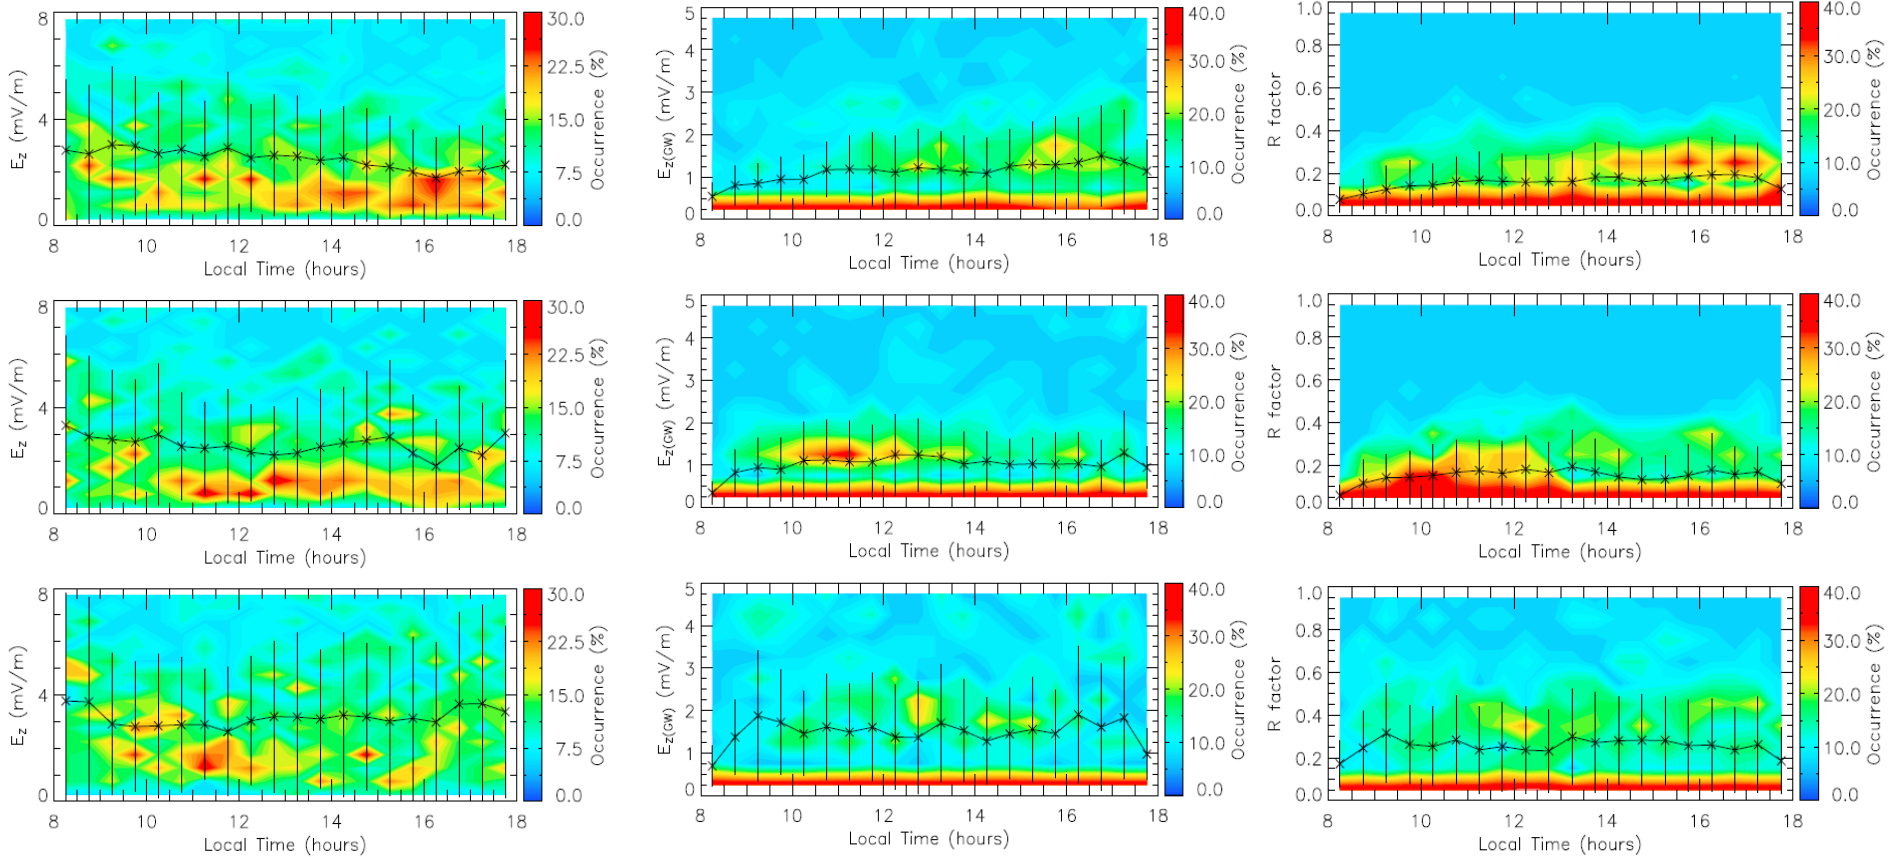 8
4
0
E_z (mV/m)
8 10 12 14 16 18
Local Time (hours)
30.0
22.5
15.0
7.5
0.0
Occurrence (%)
5
4
3
2
1
0
E_z(GW) (mV/m)
8 10 12 14 16 18
Local Time (hours)
40.0
30.0
20.0
10.0
0.0
Occurrence (%)
1.0
0.8
0.6
0.4
0.2
0.0
R factor
8 10 12 14 16 18
Local Time (hours)
40.0
30.0
20.0
10.0
0.0
Occurrence (%)
8
4
0
E_z (mV/m)
8 10 12 14 16 18
Local Time (hours)
30.0
22.5
15.0
7.5
0.0
Occurrence (%)
5
4
3
2
1
0
E_z(GW) (mV/m)
8 10 12 14 16 18
Local Time (hours)
40.0
30.0
20.0
10.0
0.0
Occurrence (%)
1.0
0.8
0.6
0.4
0.2
0.0
R factor
8 10 12 14 16 18
Local Time (hours)
40.0
30.0
20.0
10.0
0.0
Occurrence (%)
8
4
0
E_z (mV/m)
8 10 12 14 16 18
Local Time (hours)
30.0
22.5
15.0
7.5
0.0
Occurrence (%)
5
4
3
2
1
0
E_z(GW) (mV/m)
8 10 12 14 16 18
Local Time (hours)
40.0
30.0
20.0
10.0
0.0
Occurrence (%)
1.0
0.8
0.6
0.4
0.2
0.0
R factor
8 10 12 14 16 18
Local Time (hours)
40.0
30.0
20.0
10.0
0.0
Occurrence (%)